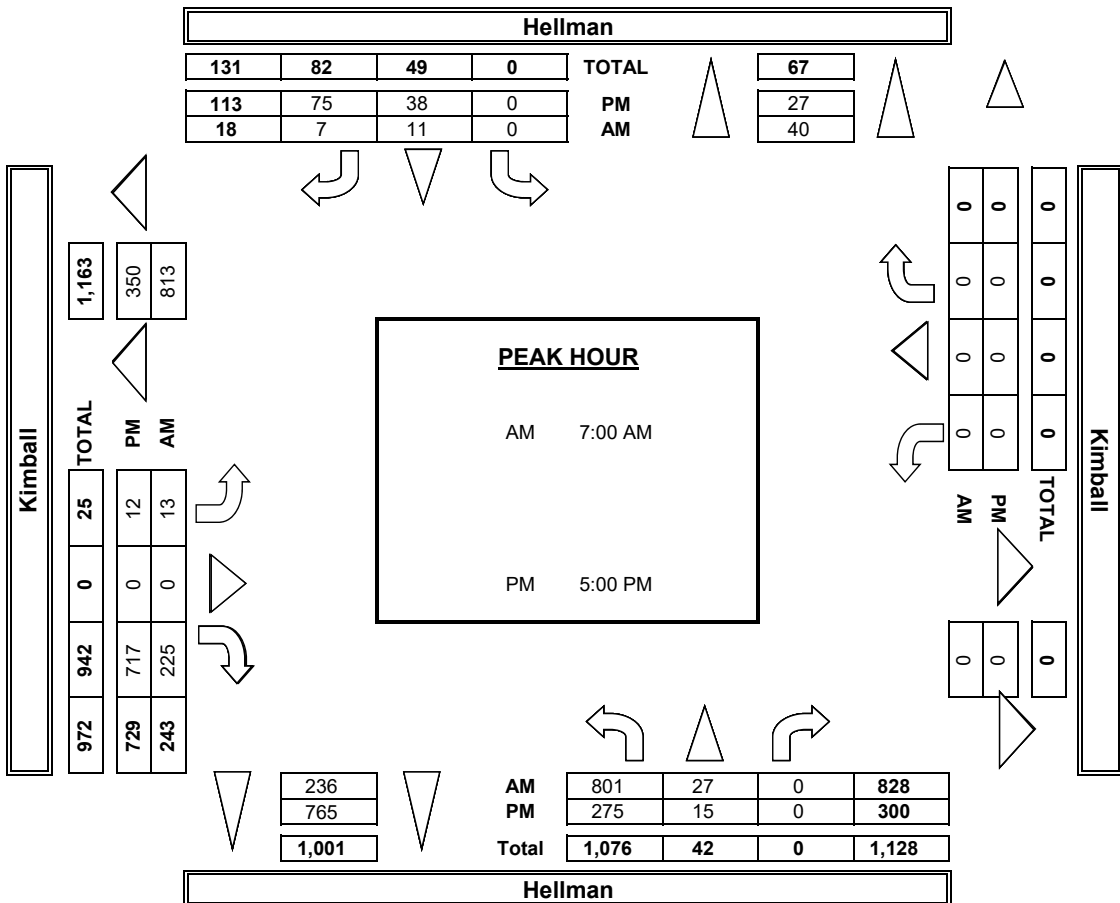 Hellman
131 82 49 0 TOTAL 67
113 75 38 0 PM 27
18 7 11 0 AM 40
Kimball
1,163
350
813
TOTAL
PM
AM
25 12 13
0 0 0
942 717 225
972 729 243
PEAK HOUR
AM 7:00 AM
PM 5:00 PM
0 0 0
0 0 0
0 0 0
0 0 0
AM
PM
TOTAL
0 0 0
Kimball
236 AM 801 27 0 828
765 PM 275 15 0 300
1,001 Total 1,076 42 0 1,128
Hellman